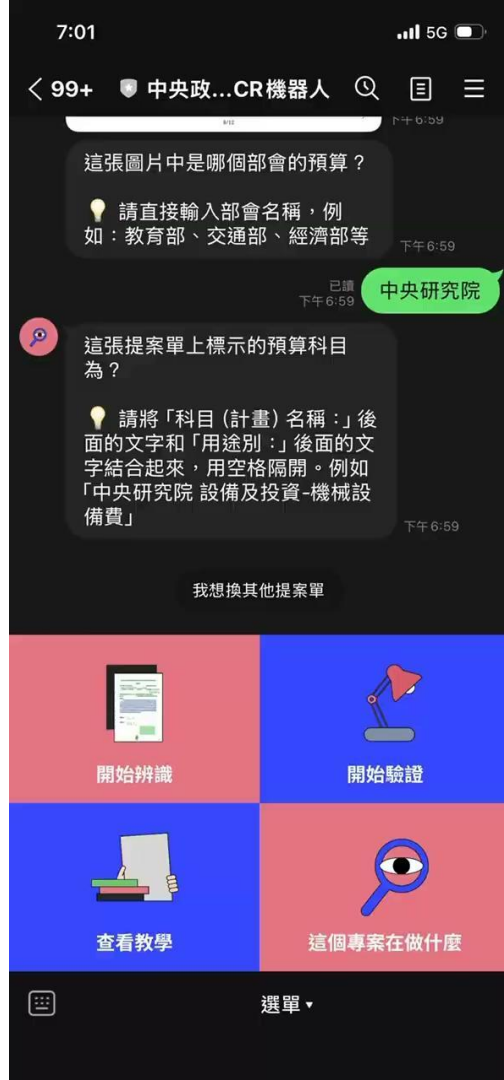 7:01
5G
99+
中央政...CR機器人
8/12
下午6:59
這張圖片中是哪個部會的預算？
💡 請直接輸入部會名稱，例
如：教育部、交通部、經濟部等
下午6:59
已讀
下午6:59
中央研究院
這張提案單上標示的預算科目
為？
💡 請將「科目（計畫）名稱：」後
面的文字和「用途別：」後面的文
字結合起來，用空格隔開。例如
「中央研究院 設備及投資-機械設
備費」
下午6:59
我想換其他提案單
開始辨識
開始驗證
查看教學
這個專案在做什麼
選單▾